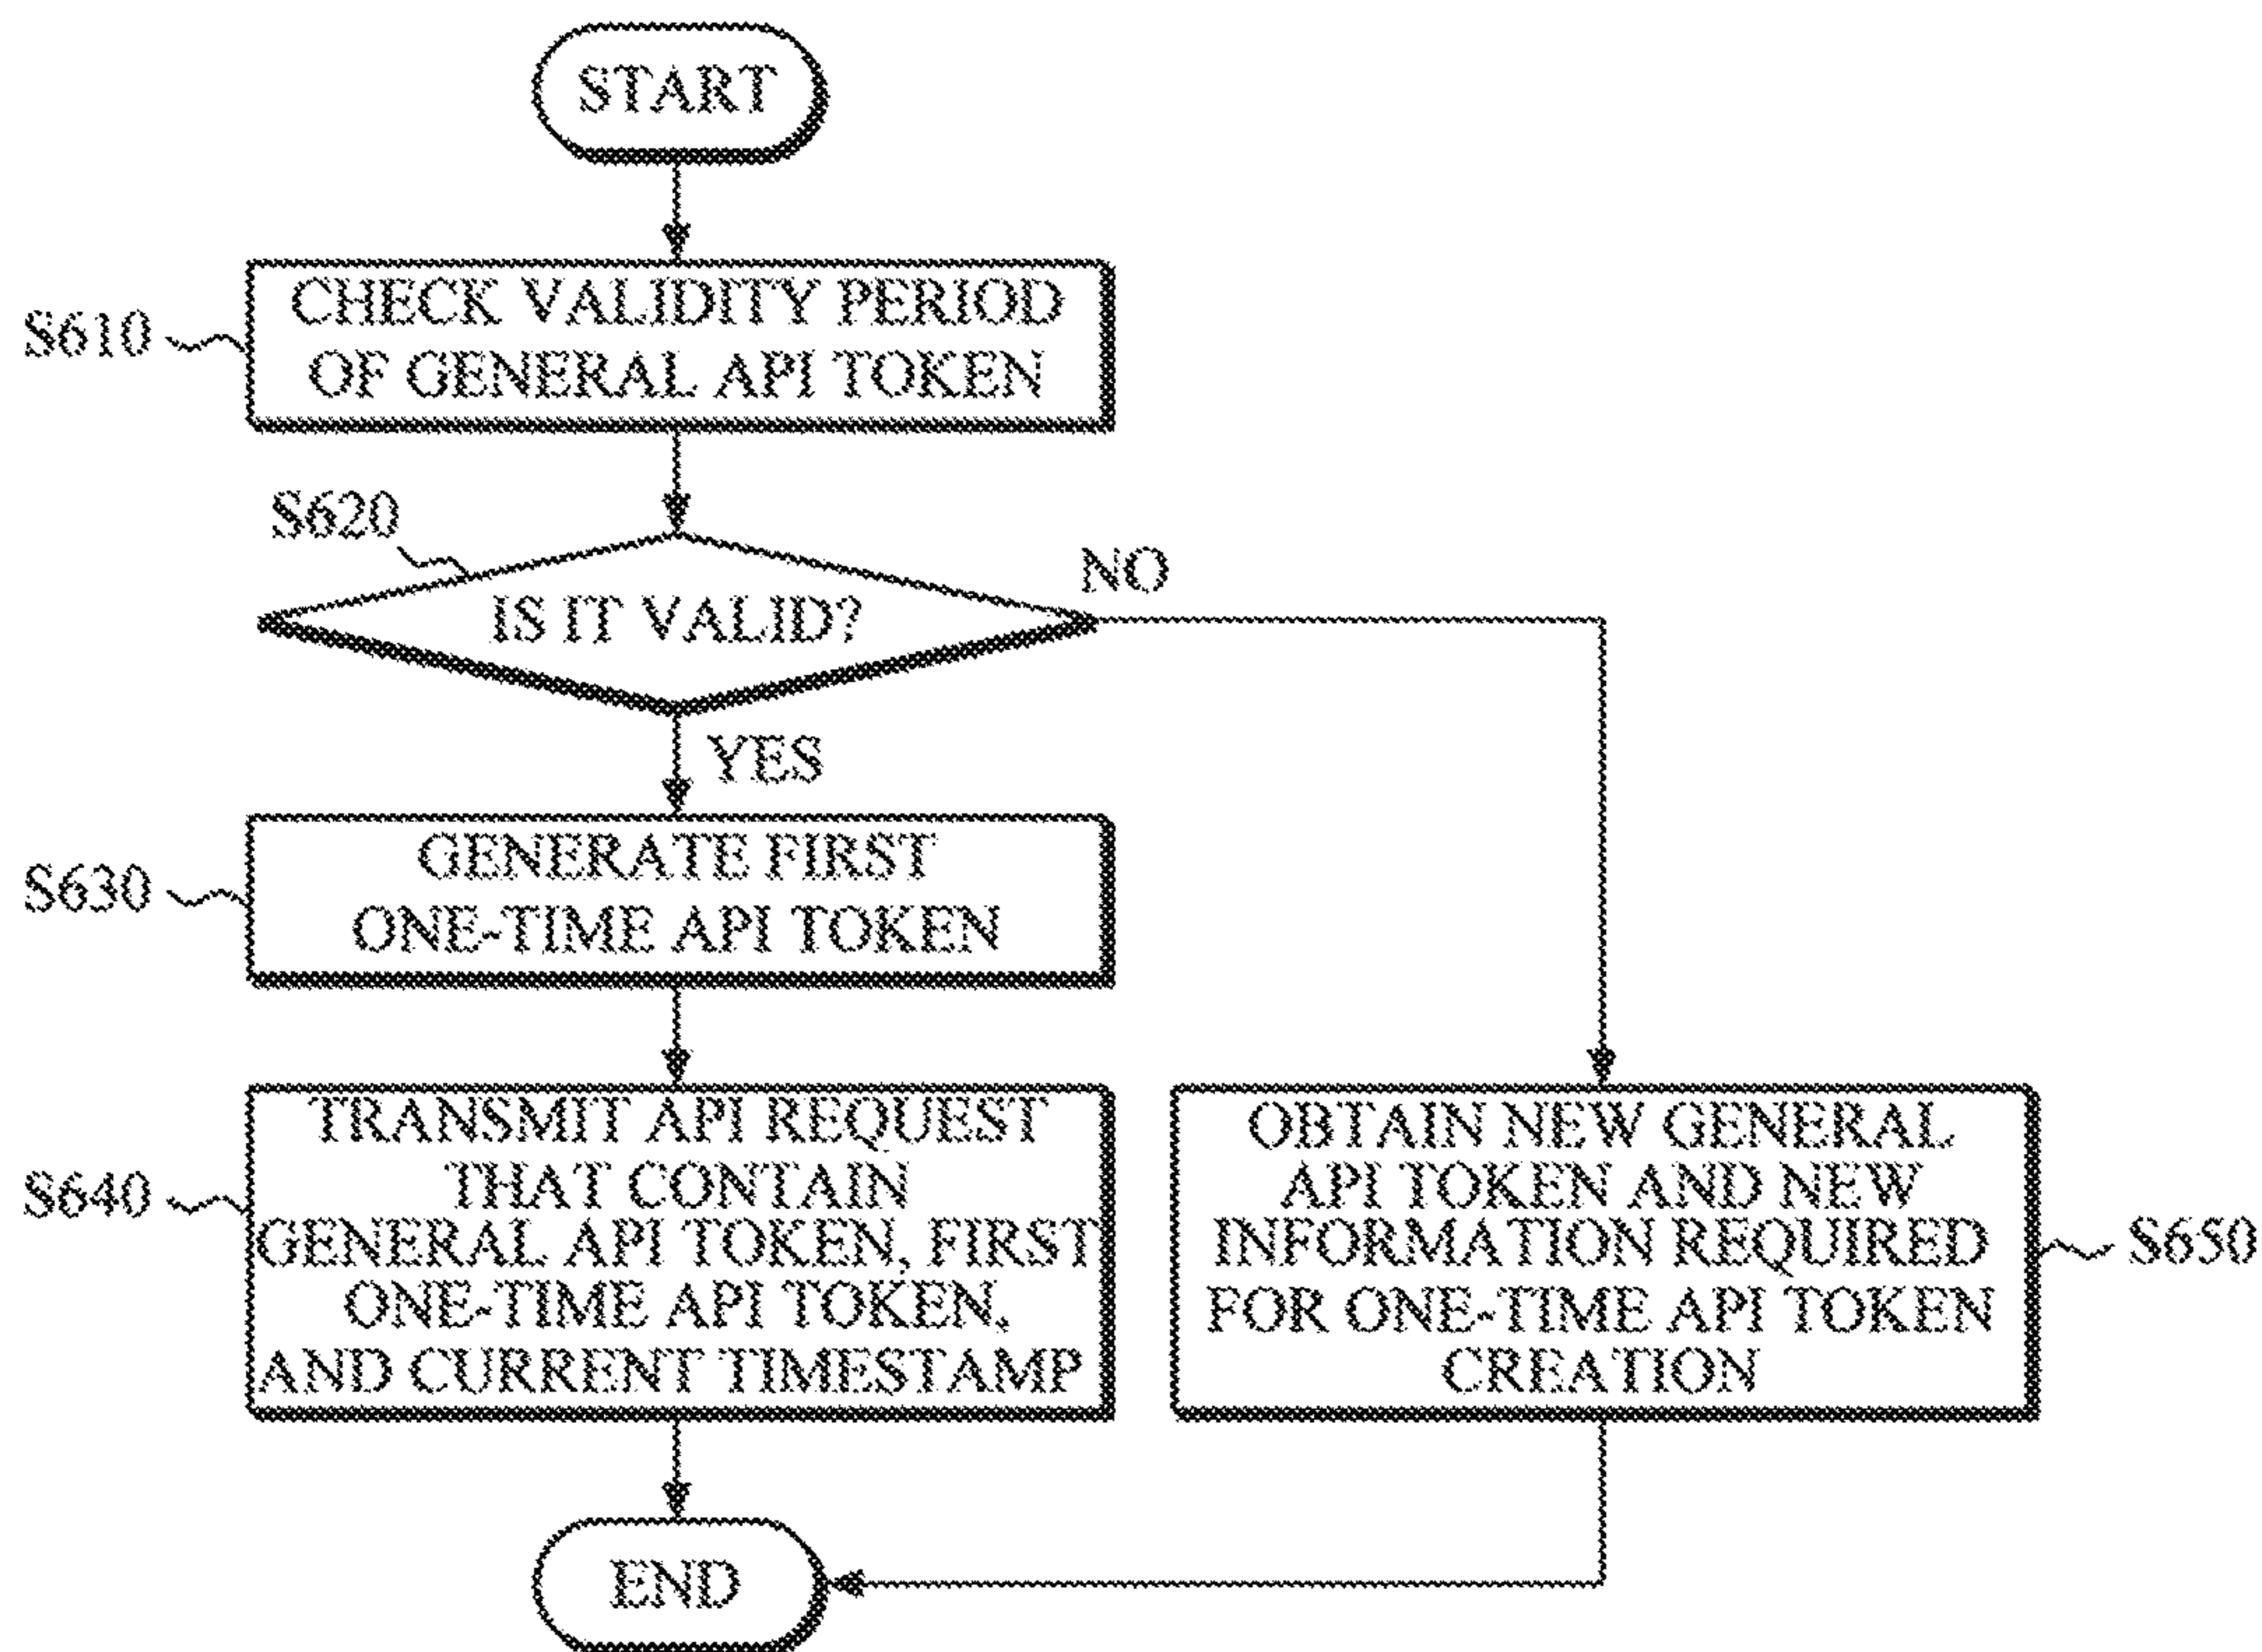 START
S610
CHECK VALIDITY PERIOD
OF GENERAL API TOKEN
S620
IS IT VALID?
NO
YES
S630
GENERATE FIRST
ONE-TIME API TOKEN
S640
TRANSMIT API REQUEST
THAT CONTAIN
GENERAL API TOKEN, FIRST
ONE-TIME API TOKEN,
AND CURRENT TIMESTAMP
OBTAIN NEW GENERAL
API TOKEN AND NEW
INFORMATION REQUIRED
FOR ONE-TIME API TOKEN
CREATION
S650
END